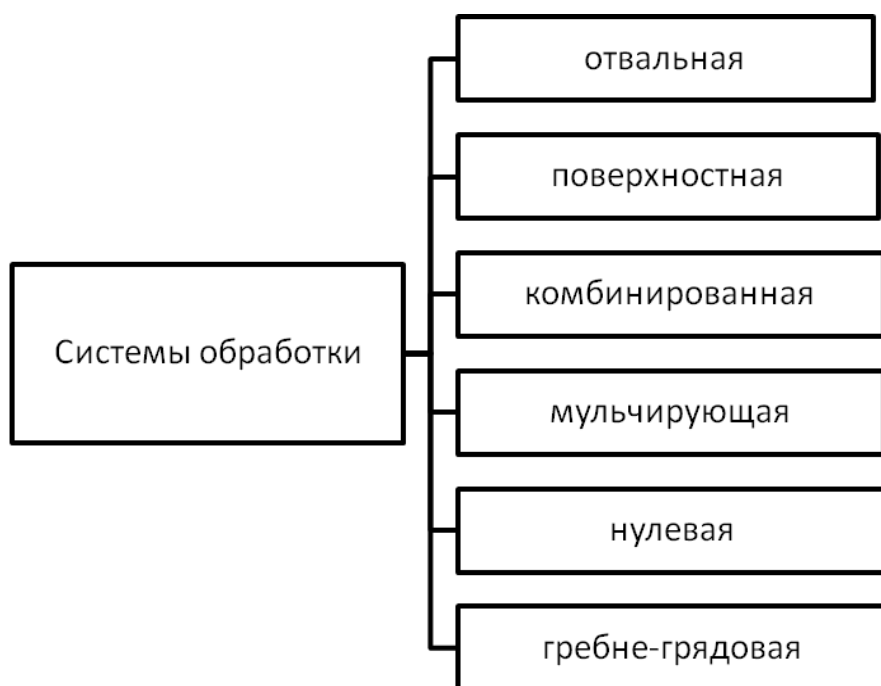 отвальная
поверхностная
комбинированная
Системы обработки
мульчирующая
нулевая
гребне-грядовая